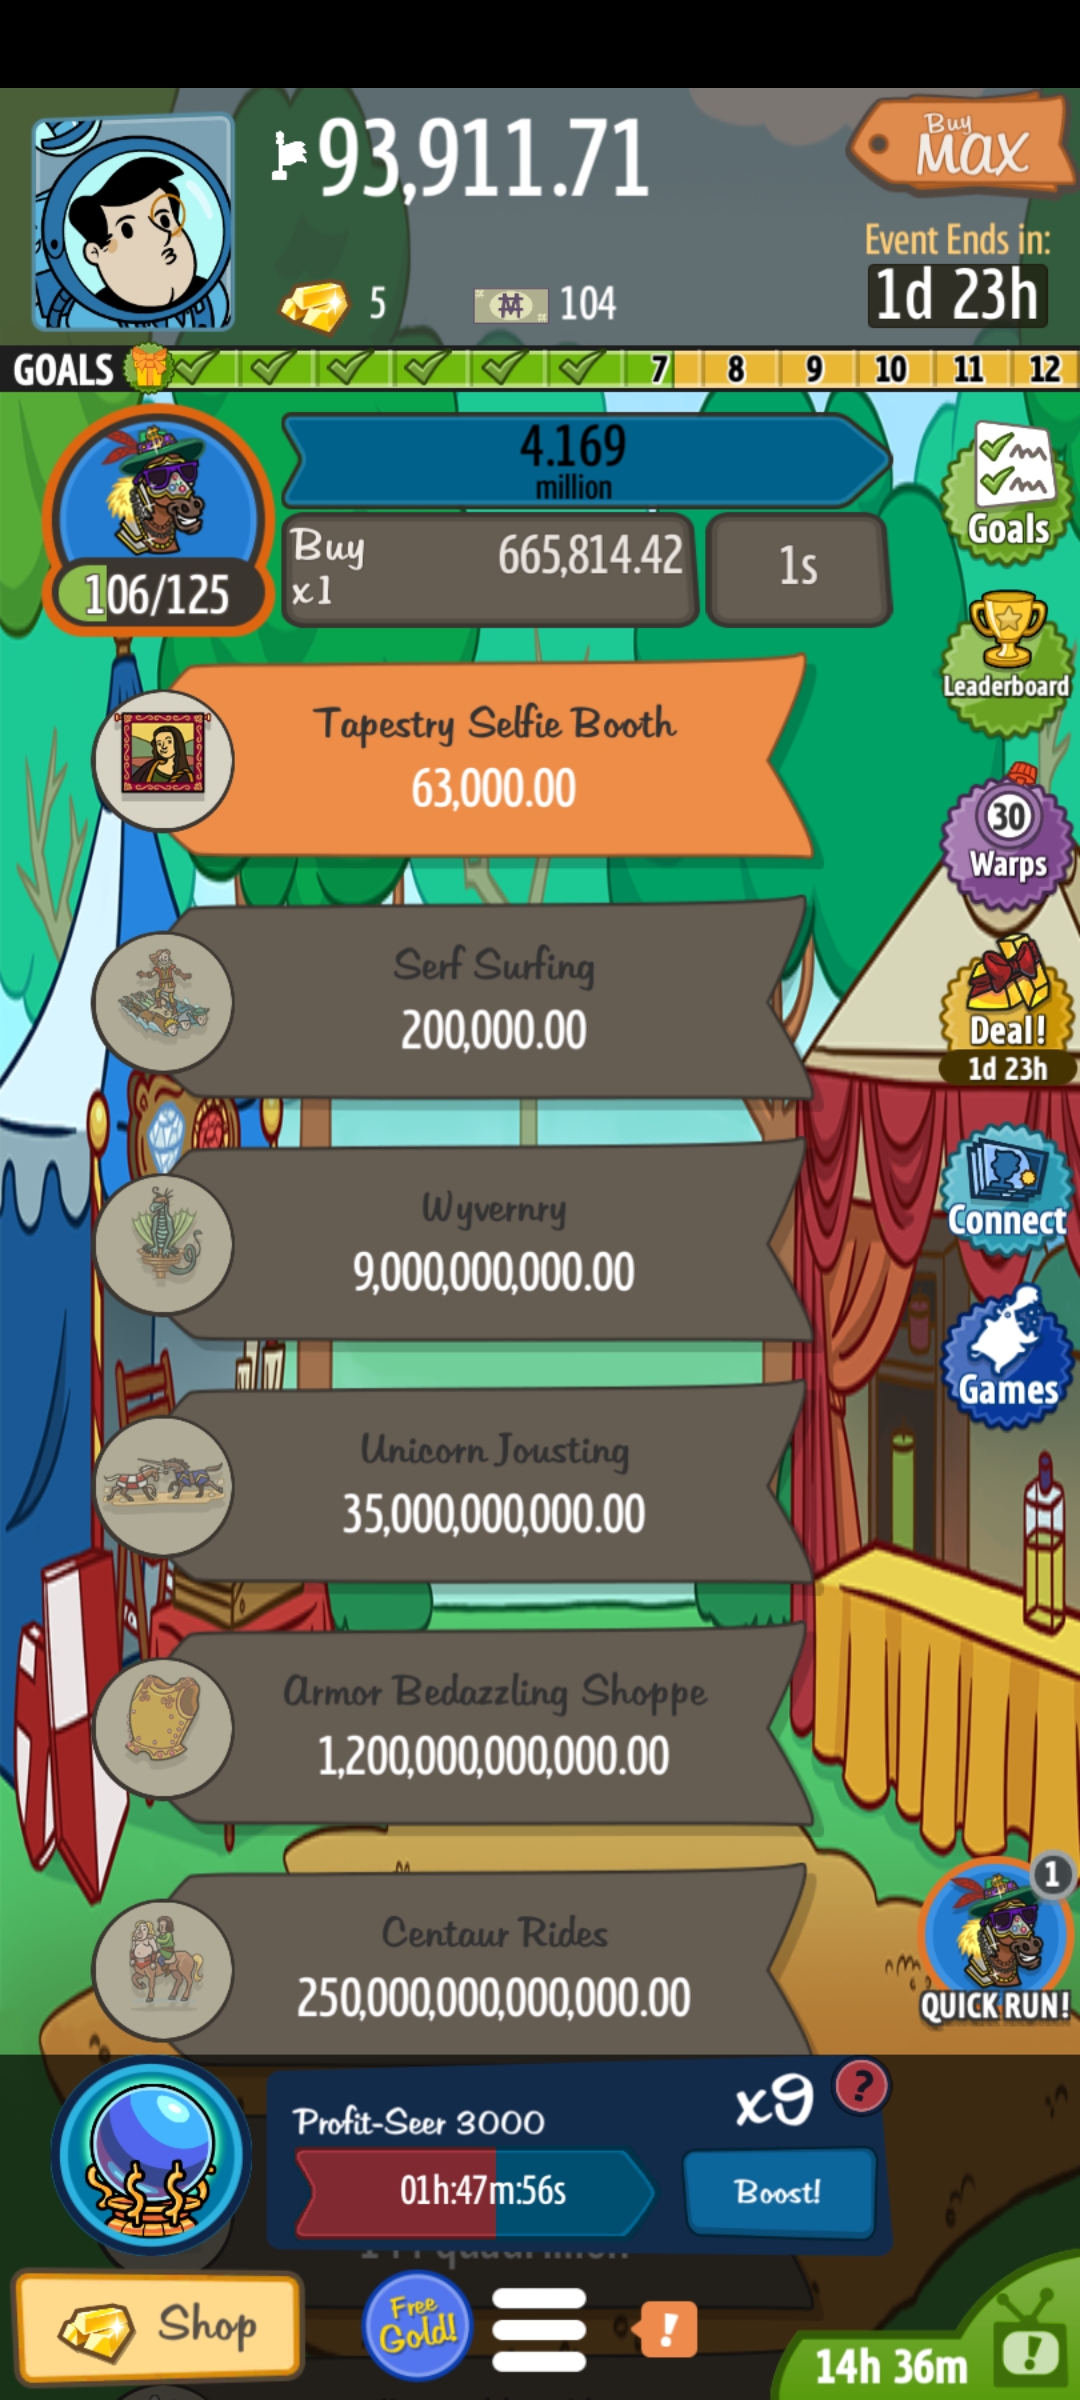 93,911.71
Buy
MAX
5
104
Event Ends in:
1d 23h
GOALS
7 8 9 10 11 12
4.169
million
106/125
Buy
x1
665,814.42
1s
Goals
Leaderboard
30
Warps
Deal!
1d 23h
Connect
Games
Tapestry Selfie Booth
63,000.00
Serf Surfing
200,000.00
Wyvernry
9,000,000,000.00
Unicorn Jousting
35,000,000,000.00
Armor Bedazzling Shoppe
1,200,000,000,000.00
Centaur Rides
250,000,000,000,000.00
1
QUICK RUN!
Profit-Seer 3000
x9
?
01h:47m:56s
Boost!
Shop
Free
Gold!
!
14h 36m
!